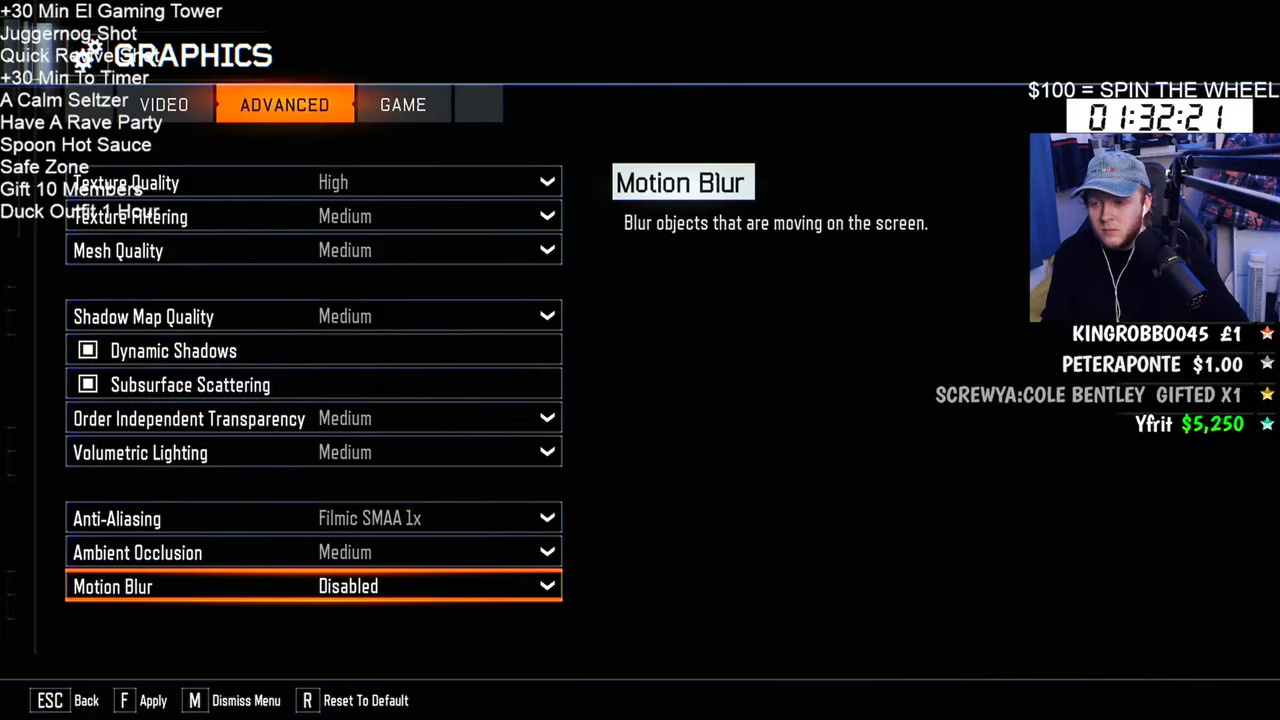 +30 Min El Gaming Tower
Juggernog Shot
Quick Revive Shot
+30 Min To Timer
A Calm Seltzer
Have A Rave Party
Spoon Hot Sauce
Safe Zone
Gift 10 Members
Duck Outfit 1 Hour
GRAPHICS
VIDEO
ADVANCED
GAME
$100 = SPIN THE WHEEL
01:32:21
Texture Quality High
Texture Filtering Medium
Mesh Quality Medium
Shadow Map Quality Medium
Dynamic Shadows
Subsurface Scattering
Order Independent Transparency Medium
Volumetric Lighting Medium
Anti-Aliasing Filmic SMAA 1x
Ambient Occlusion Medium
Motion Blur Disabled
Motion Blur
Blur objects that are moving on the screen.
KINGROBBO045 £1
PETERAPONTE $1.00
SCREWYA:COLE BENTLEY GIFTED X1
Yfrit $5,250
ESC Back F Apply M Dismiss Menu R Reset To Default